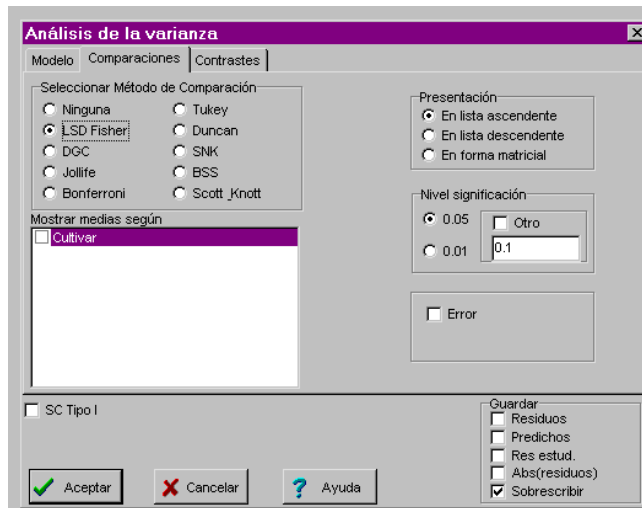 Análisis de la varianza
Modelo Comparaciones Contrastes
Seleccionar Método de Comparación
Ninguna Tukey
LSD Fisher Duncan
DGC SNK
Jollife BSS
Bonferroni Scott_Knott
Mostrar medias según
Cultivar
Presentación
En lista ascendente
En lista descendente
En forma matricial
Nivel significación
0.05 Otro
0.01 0.1
Error
SC Tipo I
Guardar
Residuos
Predichos
Res estud.
Abs(residuos)
Sobrescribir
Aceptar Cancelar ? Ayuda